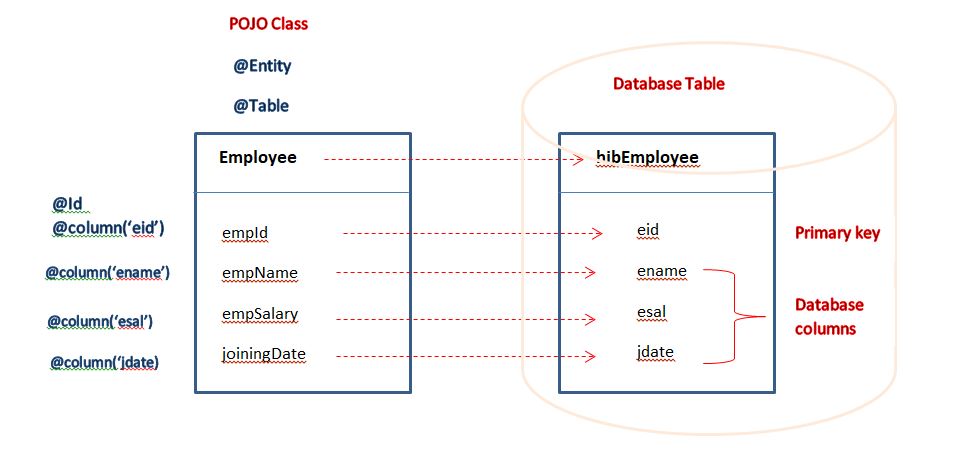 POJO Class
@Entity
@Table
Database Table
Employee
hibEmployee
@Id
@column(‘eid’)
empId
eid
Primary key
@column(‘ename’)
empName
ename
@column(‘esal’)
empSalary
esal
Database
columns
@column(‘jdate)
joiningDate
jdate